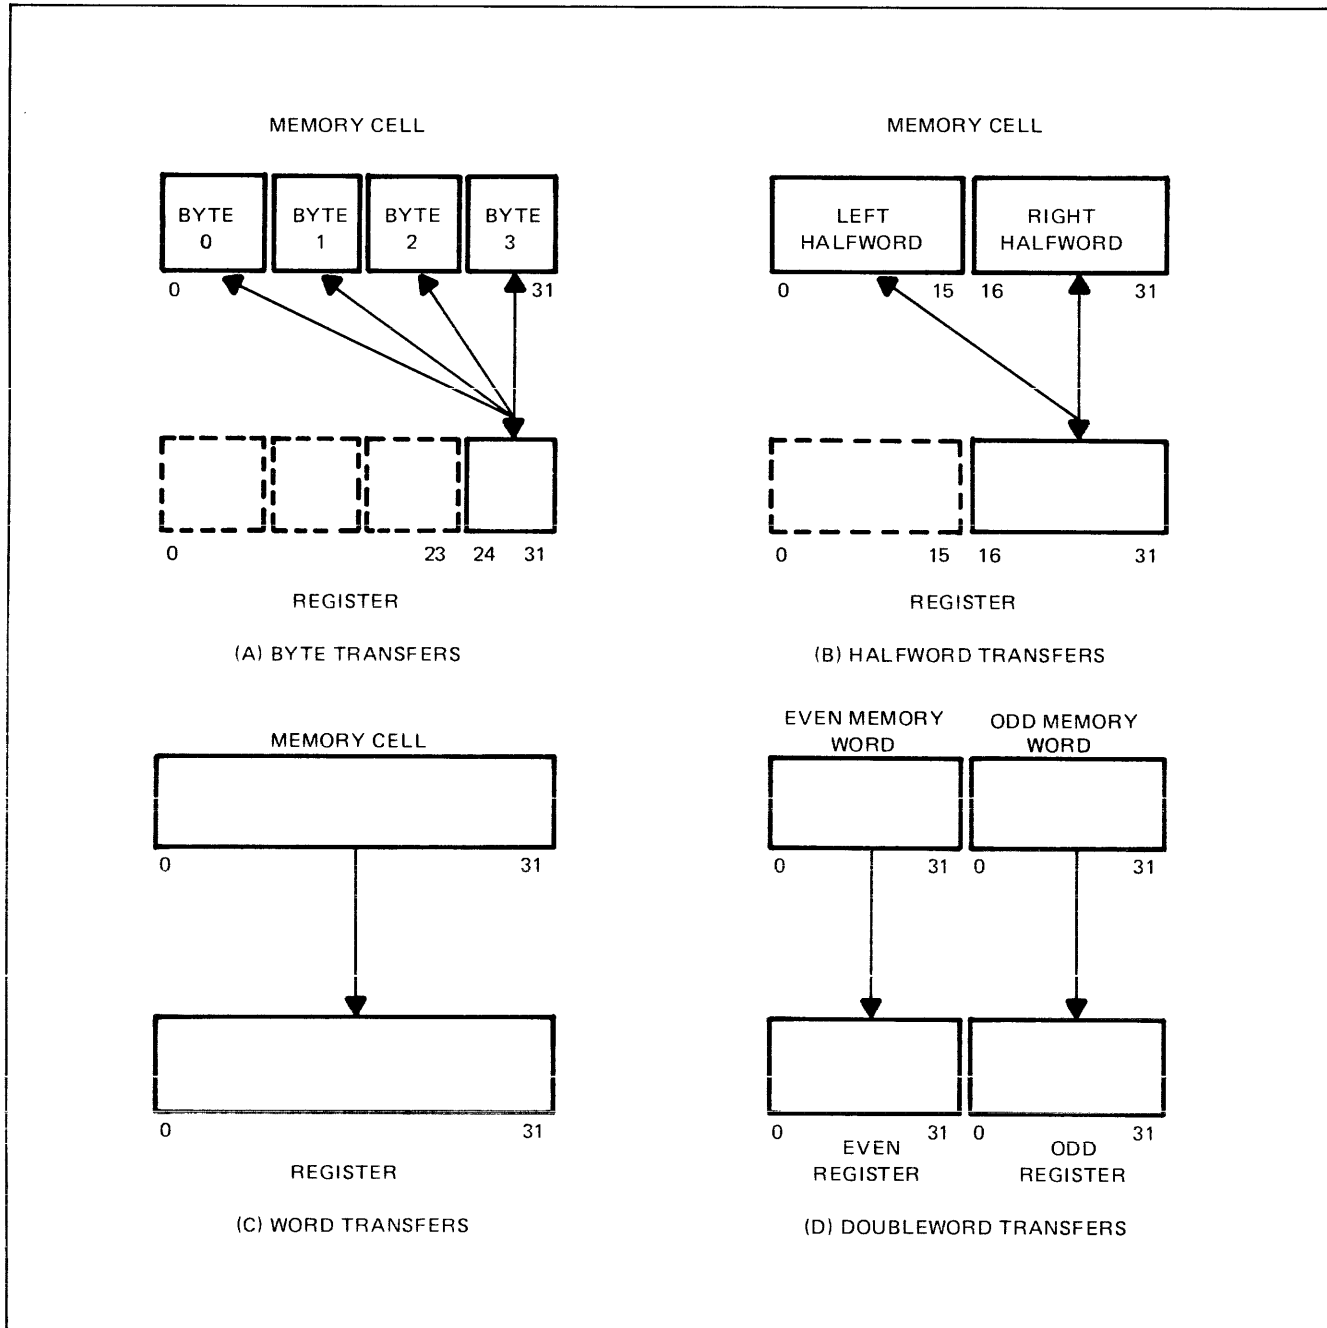 MEMORY CELL
BYTE 0
BYTE 1
BYTE 2
BYTE 3
0 31
0 23 24 31
REGISTER
(A) BYTE TRANSFERS
MEMORY CELL
LEFT HALFWORD
RIGHT HALFWORD
0 15 16 31
0 15 16 31
REGISTER
(B) HALFWORD TRANSFERS
MEMORY CELL
0 31
0 31
REGISTER
(C) WORD TRANSFERS
EVEN MEMORY WORD
ODD MEMORY WORD
0 31 0 31
0 31 0 31
EVEN REGISTER
ODD REGISTER
(D) DOUBLEWORD TRANSFERS